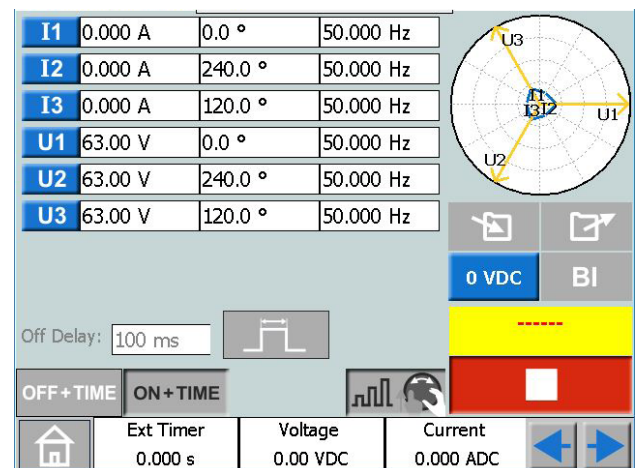 I1 0.000 A 0.0 ° 50.000 Hz
I2 0.000 A 240.0 ° 50.000 Hz
I3 0.000 A 120.0 ° 50.000 Hz
U1 63.00 V 0.0 ° 50.000 Hz
U2 63.00 V 240.0 ° 50.000 Hz
U3 63.00 V 120.0 ° 50.000 Hz
U3
I1
I3 I2
U1
U2
0 VDC BI
------
Off Delay: 100 ms
OFF+TIME ON+TIME
Ext Timer Voltage Current
0.000 s 0.00 VDC 0.000 ADC